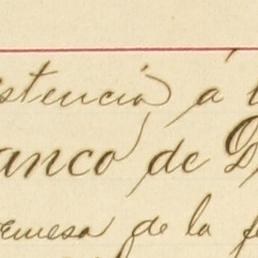 istencia á l
anco de
remesa de la f